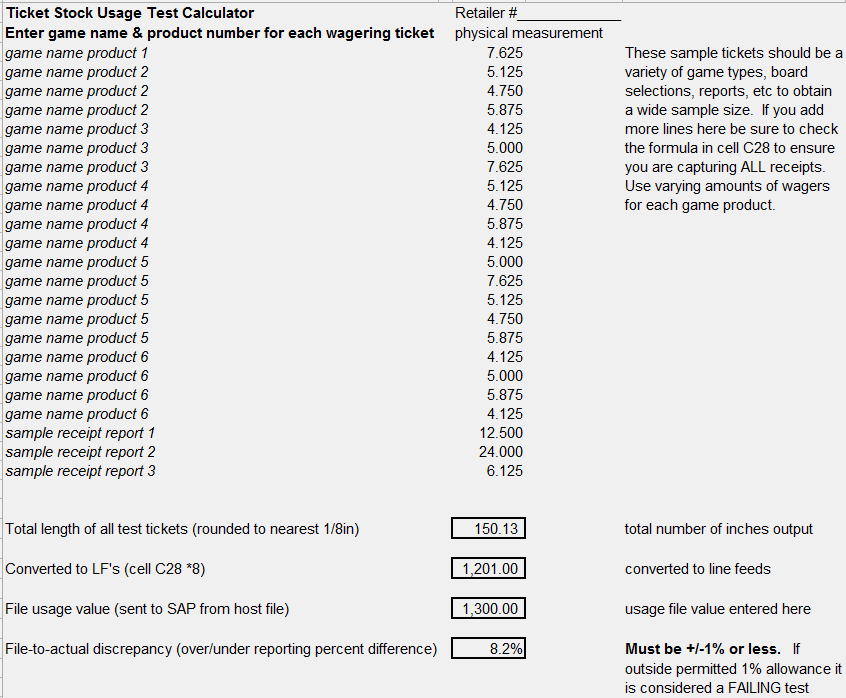 Ticket Stock Usage Test Calculator Retailer #_____________
Enter game name & product number for each wagering ticket physical measurement
game name product 1 7.625 These sample tickets should be a
game name product 2 5.125 variety of game types, board
game name product 2 4.750 selections, reports, etc to obtain
game name product 2 5.875 a wide sample size. If you add
game name product 3 4.125 more lines here be sure to check
game name product 3 5.000 the formula in cell C28 to ensure
game name product 3 7.625 you are capturing ALL receipts.
game name product 4 5.125 Use varying amounts of wagers
game name product 4 4.750 for each game product.
game name product 4 5.875
game name product 4 4.125
game name product 5 5.000
game name product 5 7.625
game name product 5 5.125
game name product 5 4.750
game name product 5 5.875
game name product 6 4.125
game name product 6 5.000
game name product 6 5.875
game name product 6 4.125
sample receipt report 1 12.500
sample receipt report 2 24.000
sample receipt report 3 6.125
Total length of all test tickets (rounded to nearest 1/8in) 150.13 total number of inches output
Converted to LF's (cell C28 *8) 1,201.00 converted to line feeds
File usage value (sent to SAP from host file) 1,300.00 usage file value entered here
File-to-actual discrepancy (over/under reporting percent difference) 8.2% Must be +/-1% or less. If
outside permitted 1% allowance it
is considered a FAILING test